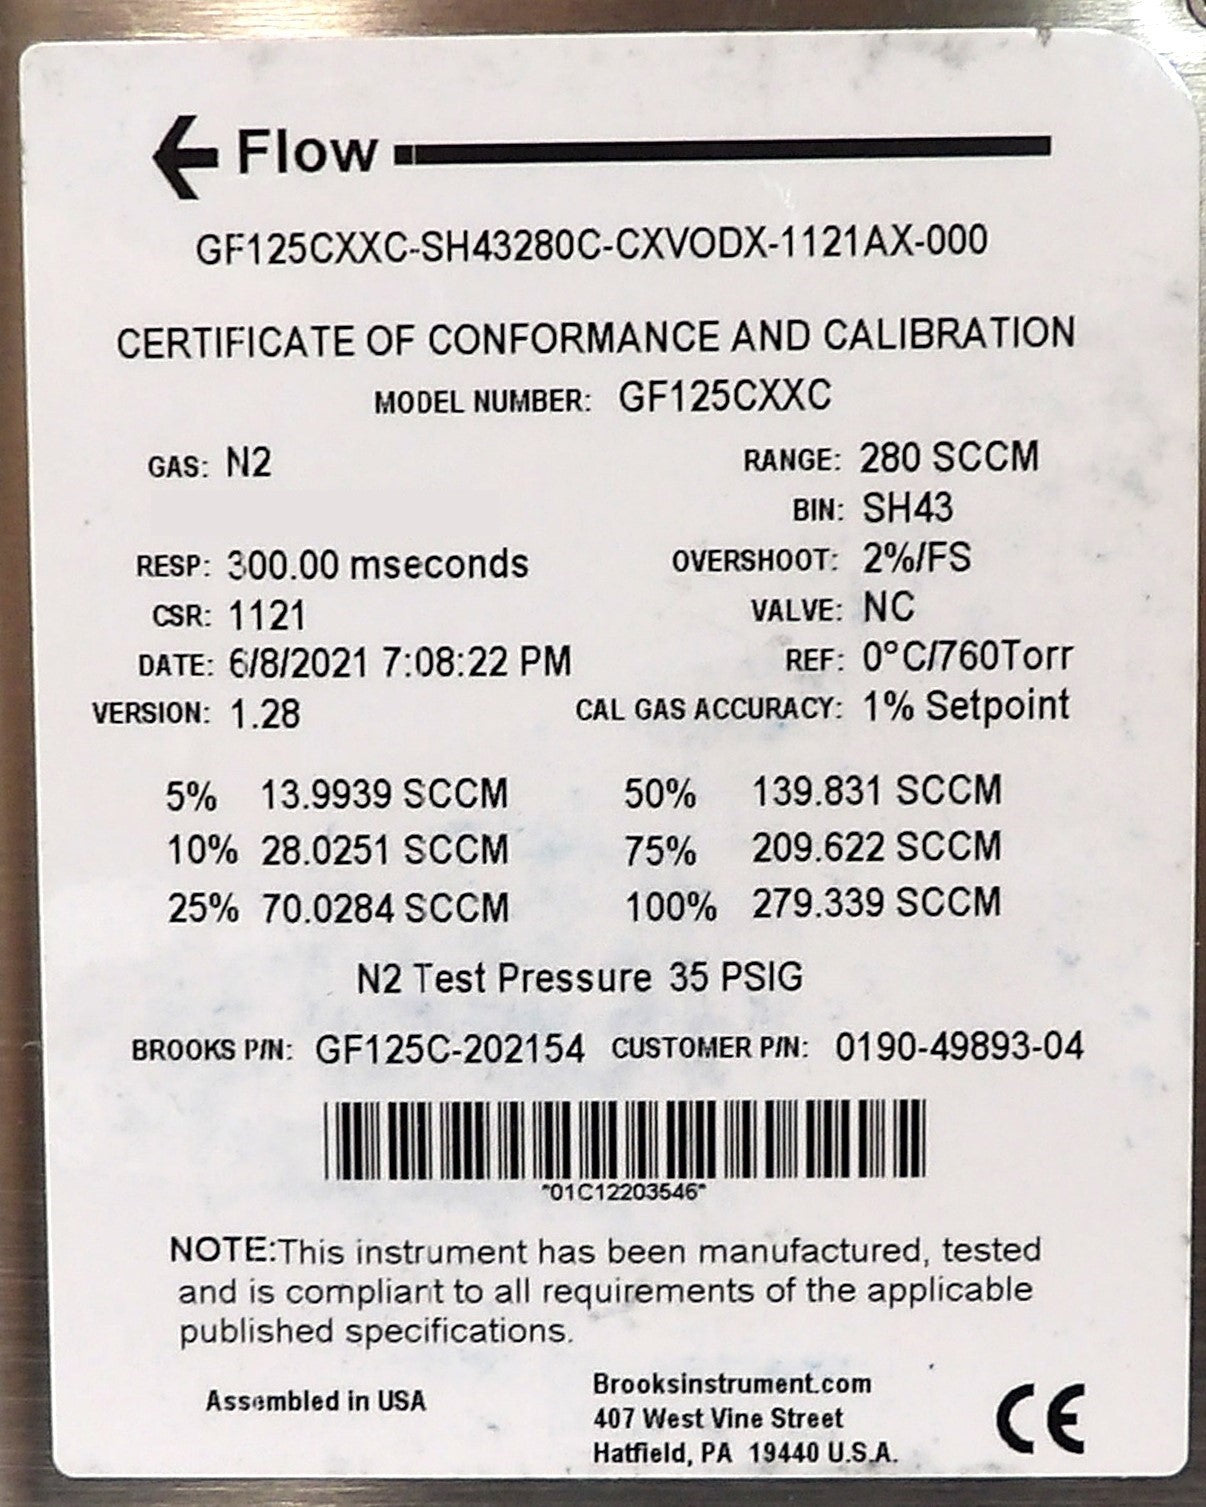 Flow
GF125CXXC-SH43280C-CXVODX-1121AX-000
CERTIFICATE OF CONFORMANCE AND CALIBRATION
MODEL NUMBER: GF125CXXC
GAS: N2 RANGE: 280 SCCM
BIN: SH43
RESP: 300.00 mseconds OVERSHOOT: 2%/FS
CSR: 1121 VALVE: NC
DATE: 6/8/2021 7:08:22 PM REF: 0°C/760Torr
VERSION: 1.28 CAL GAS ACCURACY: 1% Setpoint
5% 13.9939 SCCM 50% 139.831 SCCM
10% 28.0251 SCCM 75% 209.622 SCCM
25% 70.0284 SCCM 100% 279.339 SCCM
N2 Test Pressure 35 PSIG
BROOKS P/N: GF125C-202154 CUSTOMER P/N: 0190-49893-04
*01C12203546*
NOTE:This instrument has been manufactured, tested
and is compliant to all requirements of the applicable
published specifications.
Assembled in USA
Brooksinstrument.com
407 West Vine Street
Hatfield, PA 19440 U.S.A.
CE